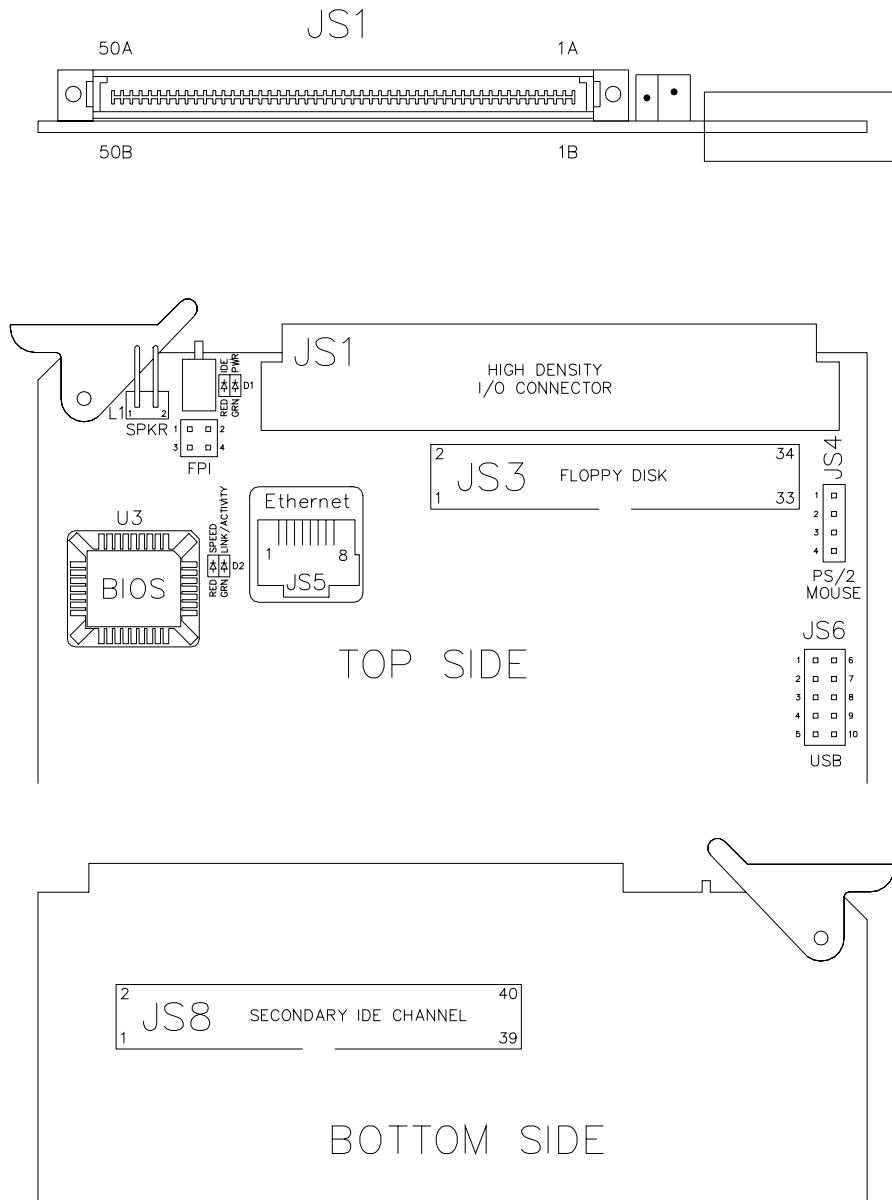 JS1
50A 1A
50B 1B
JS1
HIGH DENSITY
I/O CONNECTOR
RED IDE
GRN PWR
D1
L1
1 2
SPKR
1 2
3 4
FPI
2 34
JS3 FLOPPY DISK
1 33
JS4
1
2
3
4
PS/2
MOUSE
Ethernet
1 8
JS5
U3
BIOS
RED SPEED
GRN LINK/ACTIVITY
D2
TOP SIDE
JS6
1 6
2 7
3 8
4 9
5 10
USB
2 40
JS8 SECONDARY IDE CHANNEL
1 39
BOTTOM SIDE